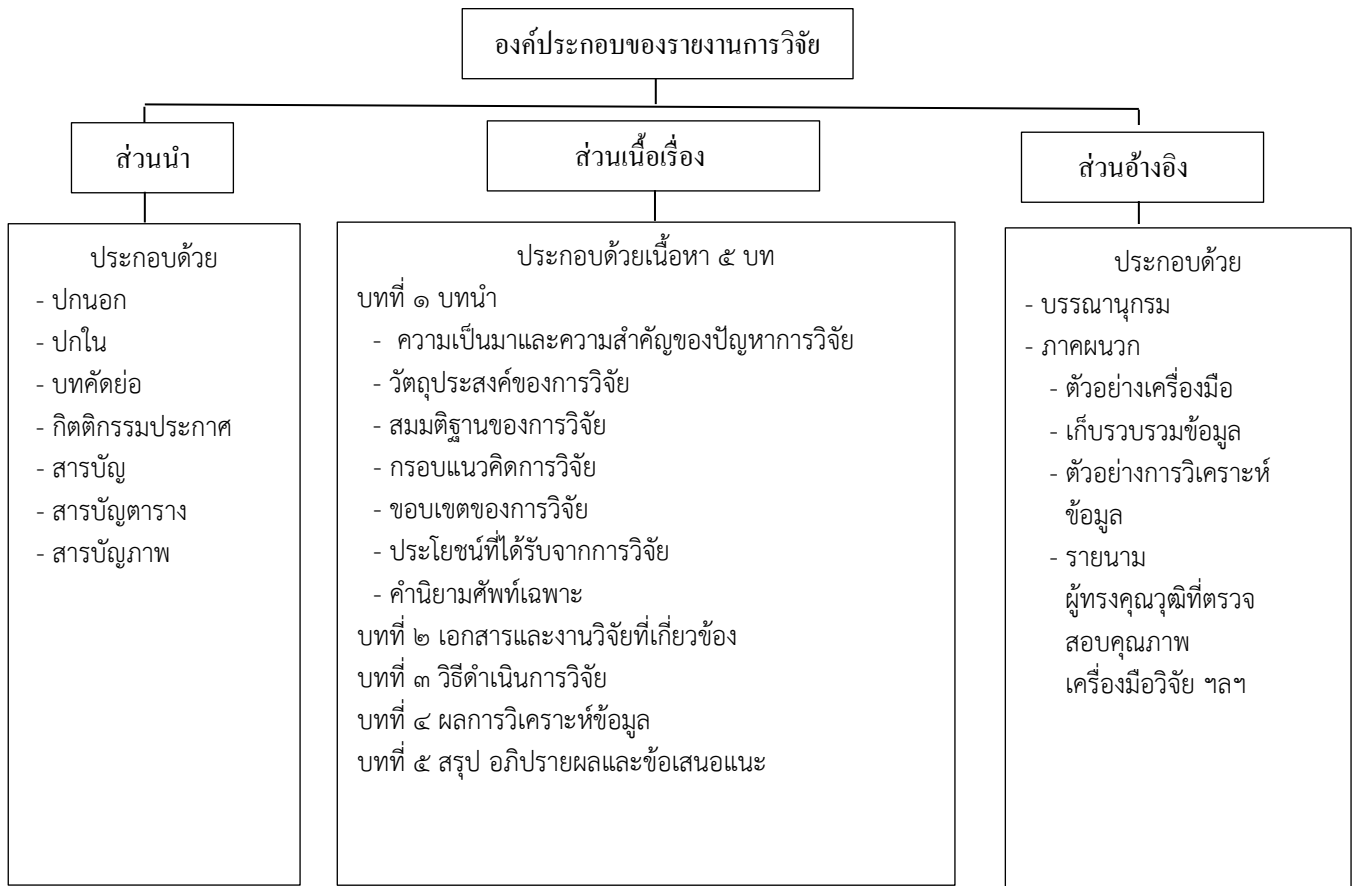 องค์ประกอบของรายงานการวิจัย
ส่วนนำ
ส่วนเนื้อเรื่อง
ส่วนอ้างอิง
ประกอบด้วย
- ปกนอก
- ปกใน
- บทคัดย่อ
- กิตติกรรมประกาศ
- สารบัญ
- สารบัญตาราง
- สารบัญภาพ
ประกอบด้วยเนื้อหา ๕ บท
บทที่ ๑ บทนำ
- ความเป็นมาและความสำคัญของปัญหาการวิจัย
- วัตถุประสงค์ของการวิจัย
- สมมติฐานของการวิจัย
- กรอบแนวคิดการวิจัย
- ขอบเขตของการวิจัย
- ประโยชน์ที่ได้รับจากการวิจัย
- คำนิยามศัพท์เฉพาะ
บทที่ ๒ เอกสารและงานวิจัยที่เกี่ยวข้อง
บทที่ ๓ วิธีดำเนินการวิจัย
บทที่ ๔ ผลการวิเคราะห์ข้อมูล
บทที่ ๕ สรุป อภิปรายผลและข้อเสนอแนะ
ประกอบด้วย
- บรรณานุกรม
- ภาคผนวก
- ตัวอย่างเครื่องมือ
- เก็บรวบรวมข้อมูล
- ตัวอย่างการวิเคราะห์
ข้อมูล
- รายนาม
ผู้ทรงคุณวุฒิที่ตรวจ
สอบคุณภาพ
เครื่องมือวิจัย ฯลฯ